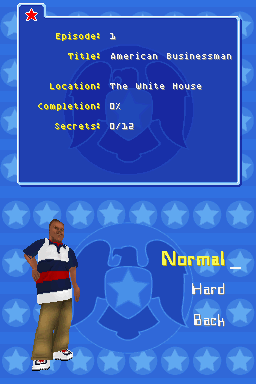 Episode: 1
Title: American Businessman
Location: The White House
Completion: 0%
Secrets: 0/12
Normal _
Hard
Back